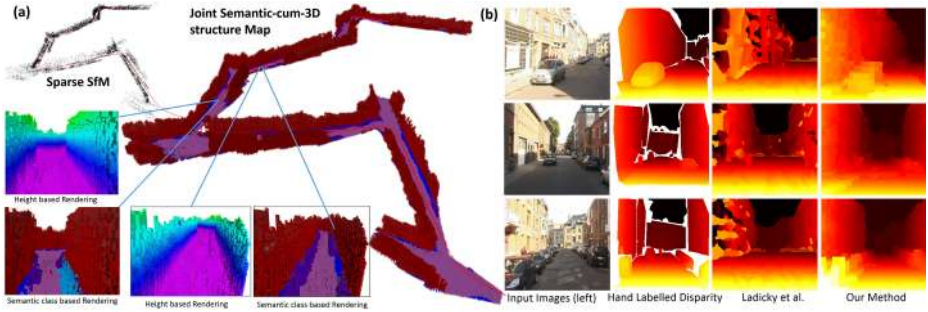 (a)
Joint Semantic-cum-3D
structure Map
Sparse SfM
Height based Rendering
Semantic class based Rendering
Height based Rendering
Semantic class based Rendering
(b)
Input Images (left)
Hand Labelled Disparity
Ladicky et al.
Our Method